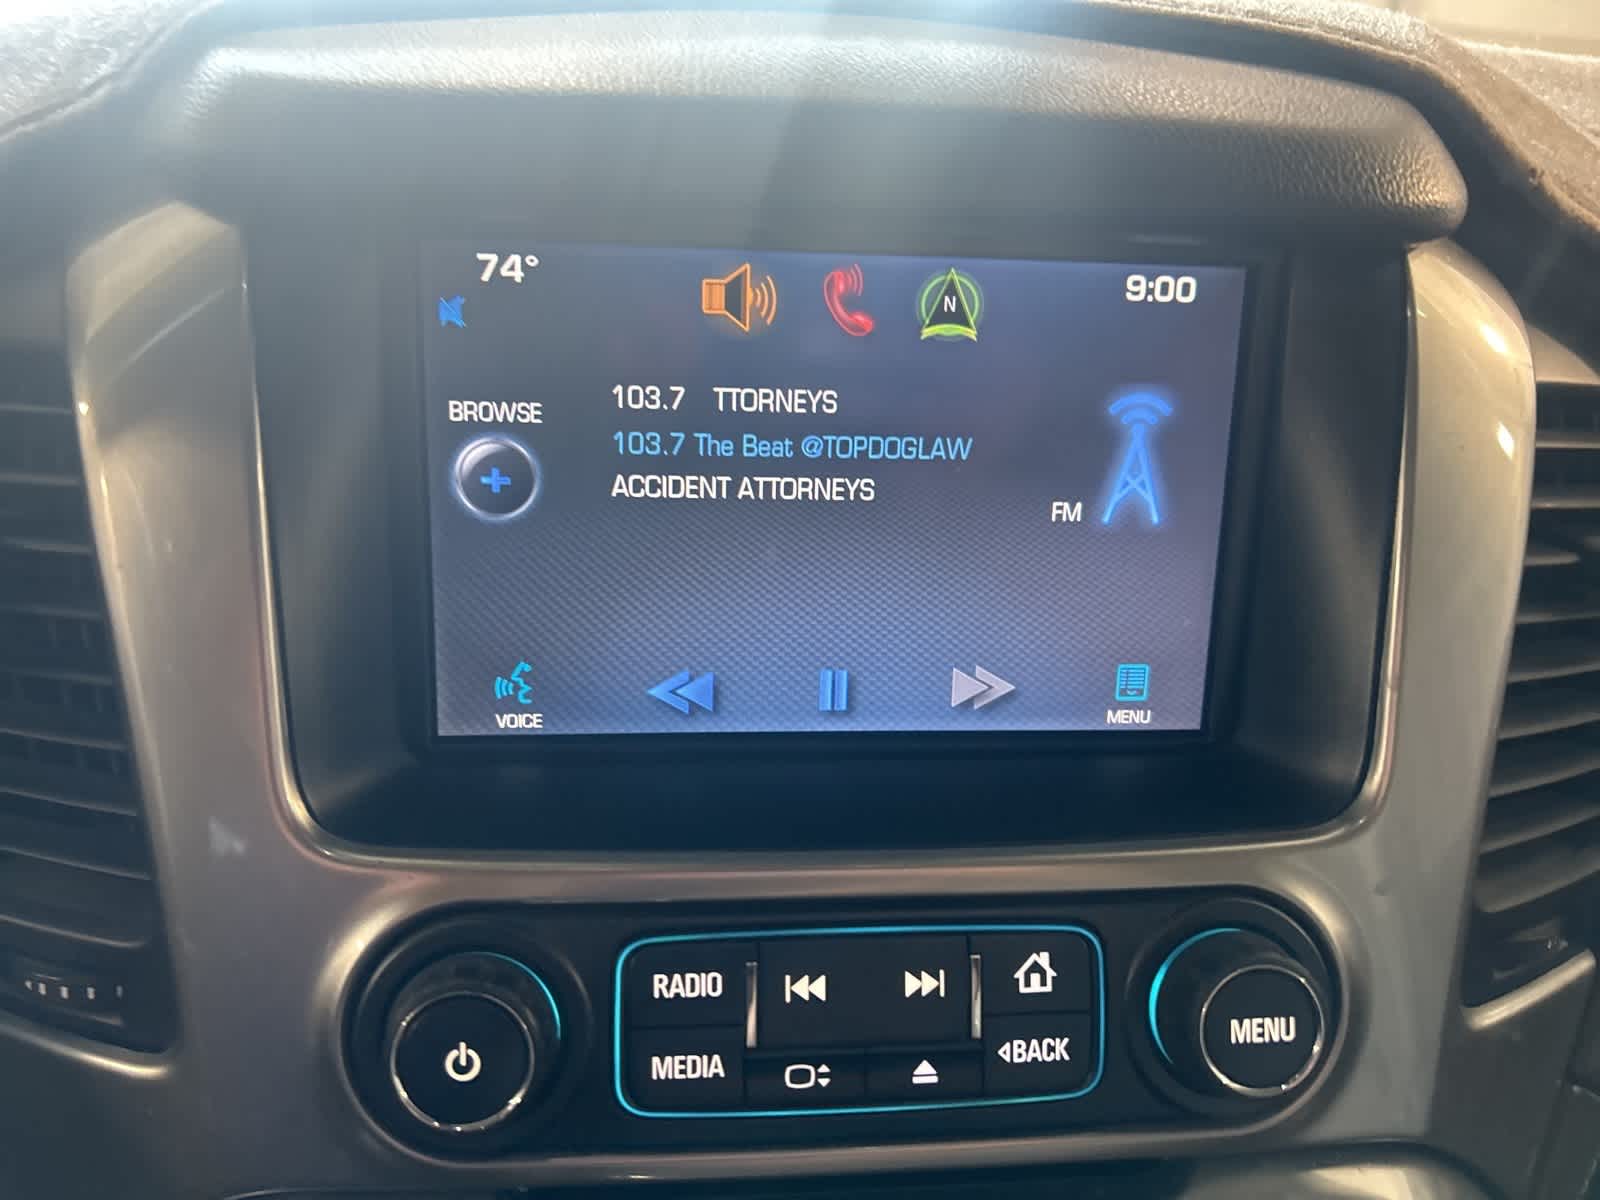 74°
9:00
N
BROWSE
103.7 TTORNEYS
103.7 The Beat @TOPDOGLAW
ACCIDENT ATTORNEYS
FM
VOICE
MENU
RADIO
MEDIA
BACK
MENU